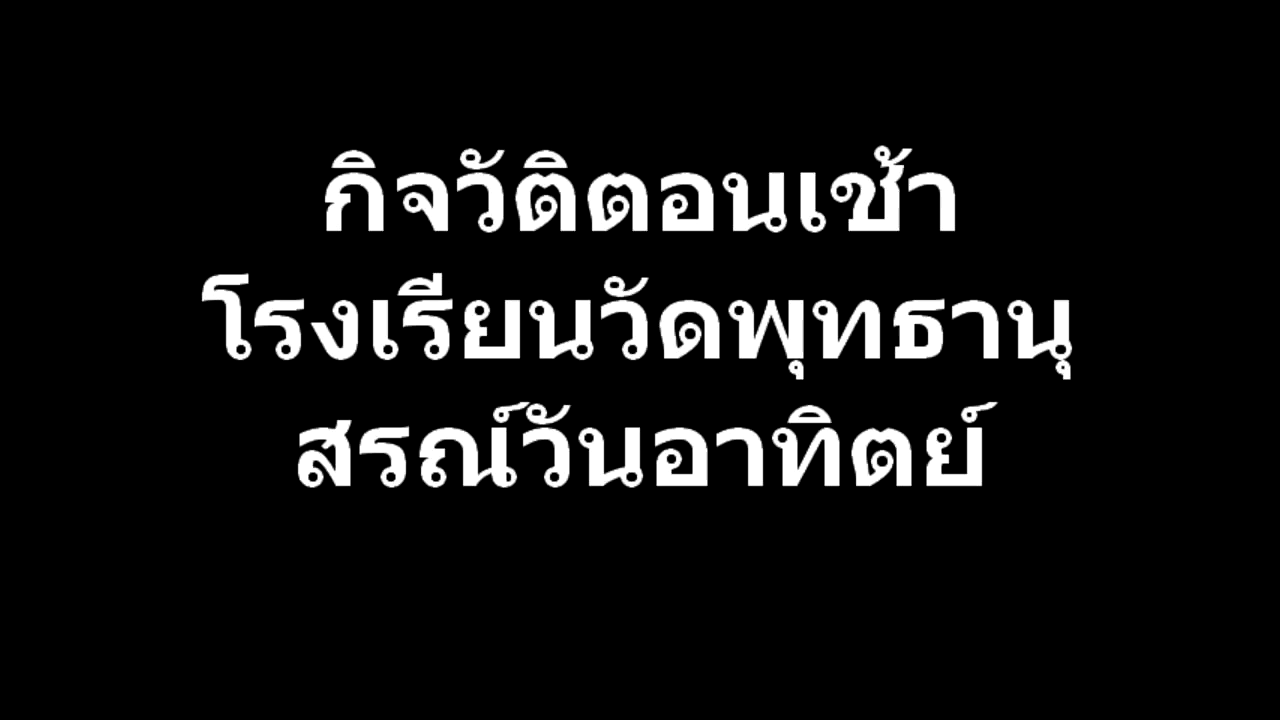 กิจวัติตอนเช้า
โรงเรียนวัดพุทธานุ
สรณ์วันอาทิตย์